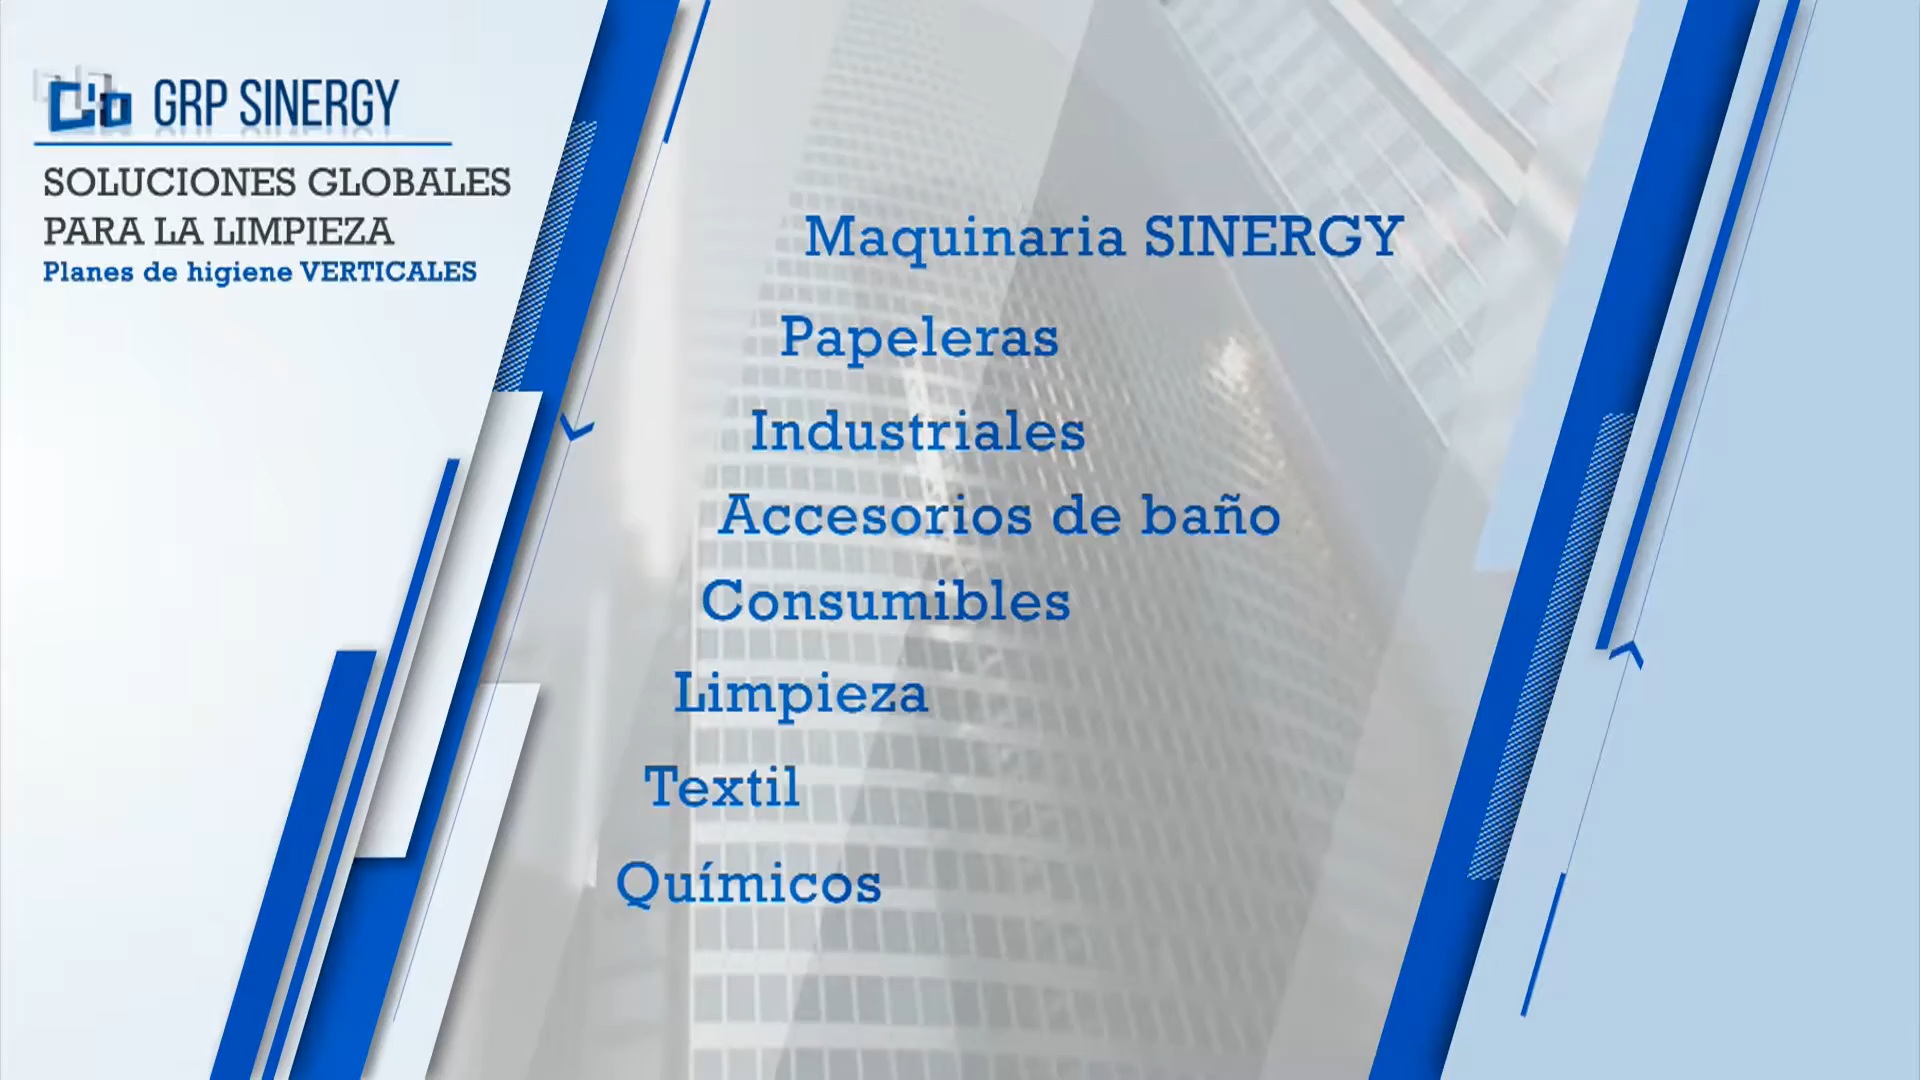 GRP SINERGY
SOLUCIONES GLOBALES
PARA LA LIMPIEZA
Planes de higiene VERTICALES
Maquinaria SINERGY
Papeleras
Industriales
Accesorios de baño
Consumibles
Limpieza
Textil
Químicos